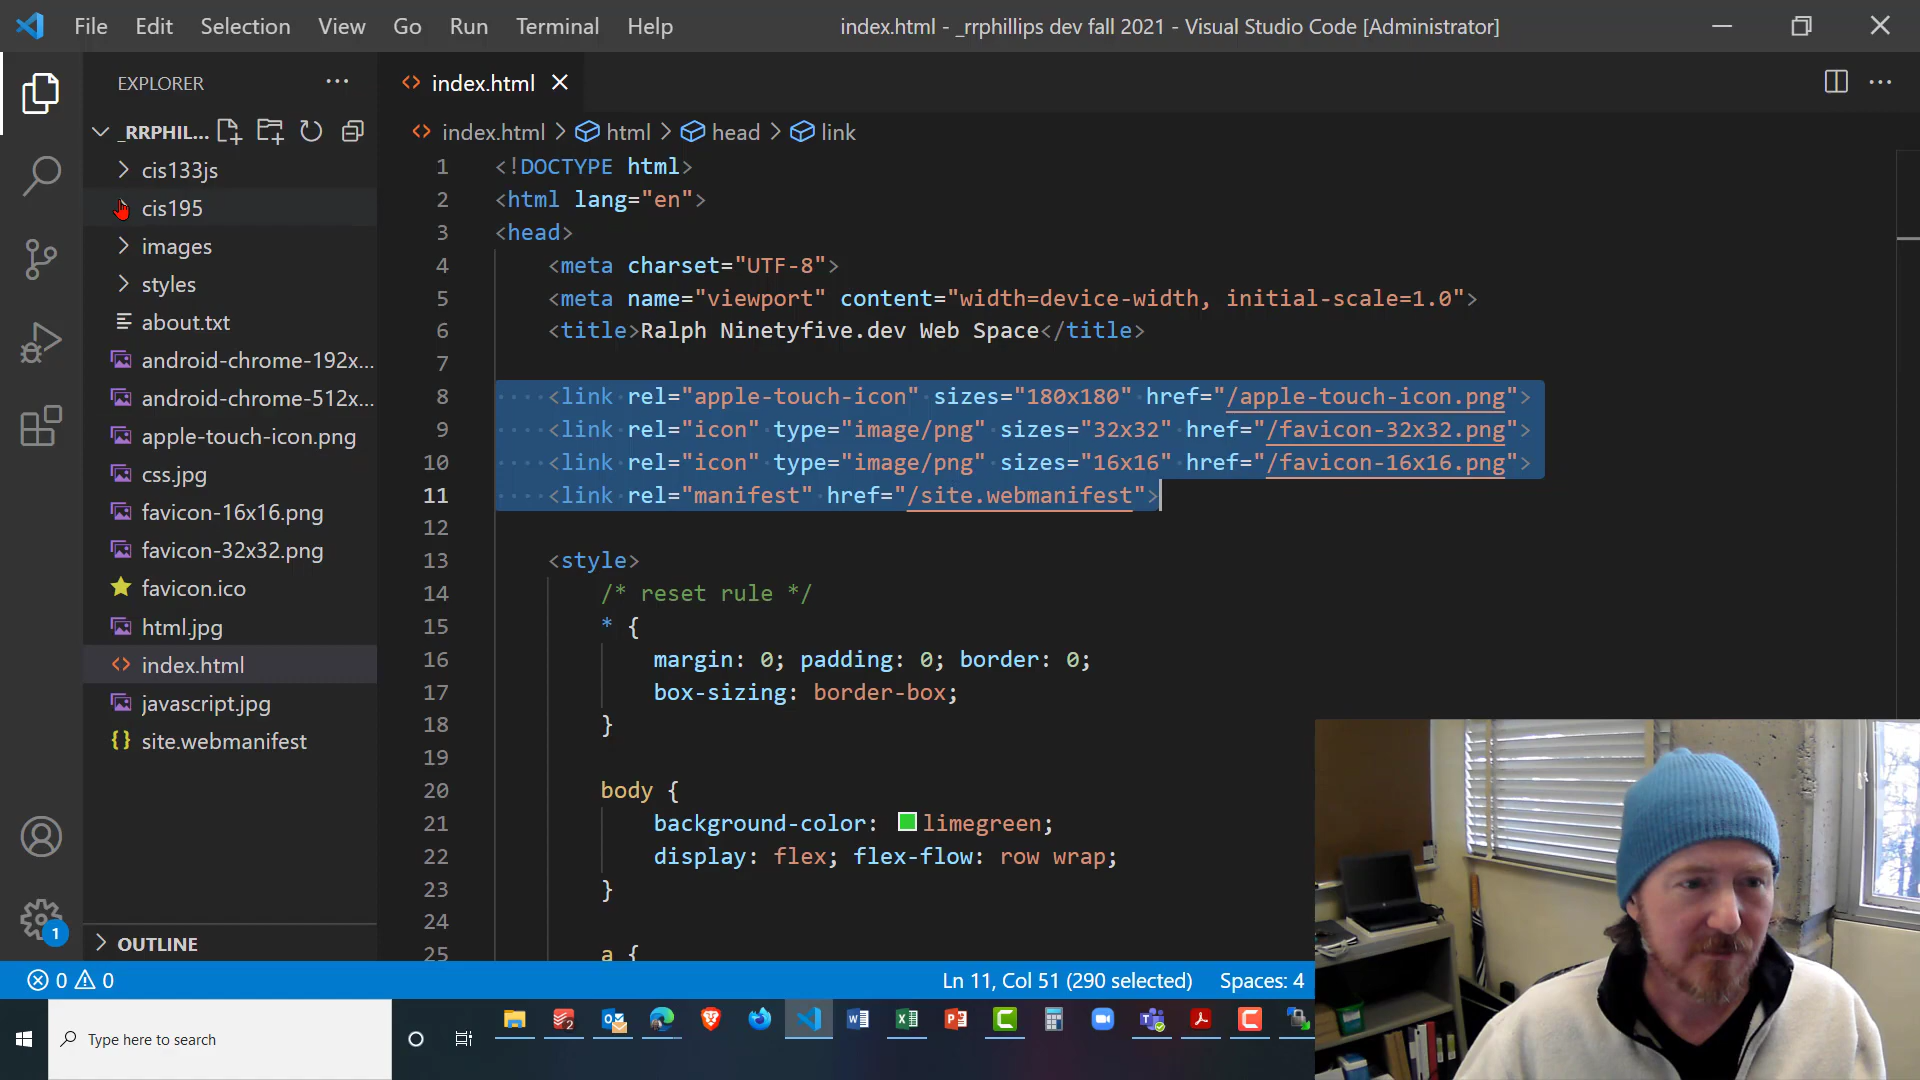 File Edit Selection View Go Run Terminal Help
index.html - _rrphillips dev fall 2021 - Visual Studio Code [Administrator]
EXPLORER
_RRPHIL...
cis133js
cis195
images
styles
about.txt
android-chrome-192x...
android-chrome-512x...
apple-touch-icon.png
css.jpg
favicon-16x16.png
favicon-32x32.png
favicon.ico
html.jpg
index.html
javascript.jpg
site.webmanifest
OUTLINE
index.html
index.html > html > head > link
1 <!DOCTYPE html>
2 <html lang="en">
3 <head>
4 <meta charset="UTF-8">
5 <meta name="viewport" content="width=device-width, initial-scale=1.0">
6 <title>Ralph Ninetyfive.dev Web Space</title>
7
8 <link rel="apple-touch-icon" sizes="180x180" href="/apple-touch-icon.png">
9 <link rel="icon" type="image/png" sizes="32x32" href="/favicon-32x32.png">
10 <link rel="icon" type="image/png" sizes="16x16" href="/favicon-16x16.png">
11 <link rel="manifest" href="/site.webmanifest">
12
13 <style>
14 /* reset rule */
15 * {
16 margin: 0; padding: 0; border: 0;
17 box-sizing: border-box;
18 }
19
20 body {
21 background-color: limegreen;
22 display: flex; flex-flow: row wrap;
23 }
24
25 a {
1
0 0
Ln 11, Col 51 (290 selected) Spaces: 4
Type here to search